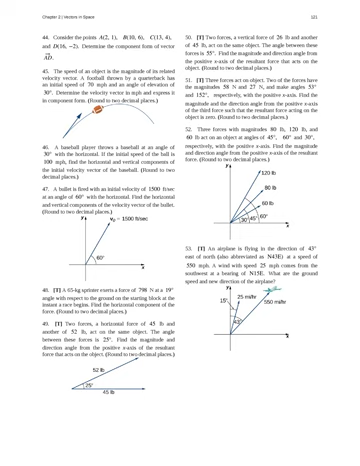 Chapter 2 | Vectors in Space
121
44. Consider the points A(2, 1), B(10, 6), C(13, 4),
and D(16, −2). Determine the component form of vector
AD.
45. The speed of an object is the magnitude of its related
velocity vector. A football thrown by a quarterback has
an initial speed of 70 mph and an angle of elevation of
30°. Determine the velocity vector in mph and express it
in component form. (Round to two decimal places.)
46. A baseball player throws a baseball at an angle of
30° with the horizontal. If the initial speed of the ball is
100 mph, find the horizontal and vertical components of
the initial velocity vector of the baseball. (Round to two
decimal places.)
47. A bullet is fired with an initial velocity of 1500 ft/sec
at an angle of 60° with the horizontal. Find the horizontal
and vertical components of the velocity vector of the bullet.
(Round to two decimal places.)
y
v₀ = 1500 ft/sec
60°
x
48. [T] A 65-kg sprinter exerts a force of 798 N at a 19°
angle with respect to the ground on the starting block at the
instant a race begins. Find the horizontal component of the
force. (Round to two decimal places.)
49. [T] Two forces, a horizontal force of 45 lb and
another of 52 lb, act on the same object. The angle
between these forces is 25°. Find the magnitude and
direction angle from the positive x-axis of the resultant
force that acts on the object. (Round to two decimal places.)
52 lb
25°
45 lb
50. [T] Two forces, a vertical force of 26 lb and another
of 45 lb, act on the same object. The angle between these
forces is 55°. Find the magnitude and direction angle from
the positive x-axis of the resultant force that acts on the
object. (Round to two decimal places.)
51. [T] Three forces act on object. Two of the forces have
the magnitudes 58 N and 27 N, and make angles 53°
and 152°, respectively, with the positive x-axis. Find the
magnitude and the direction angle from the positive x-axis
of the third force such that the resultant force acting on the
object is zero. (Round to two decimal places.)
52. Three forces with magnitudes 80 lb, 120 lb, and
60 lb act on an object at angles of 45°, 60° and 30°,
respectively, with the positive x-axis. Find the magnitude
and direction angle from the positive x-axis of the resultant
force. (Round to two decimal places.)
y
120 lb
80 lb
60 lb
30°
45°
60°
x
53. [T] An airplane is flying in the direction of 43°
east of north (also abbreviated as N43E) at a speed of
550 mph. A wind with speed 25 mph comes from the
southwest at a bearing of N15E. What are the ground
speed and new direction of the airplane?
y
15°
25 mi/hr
550 mi/hr
43°
x